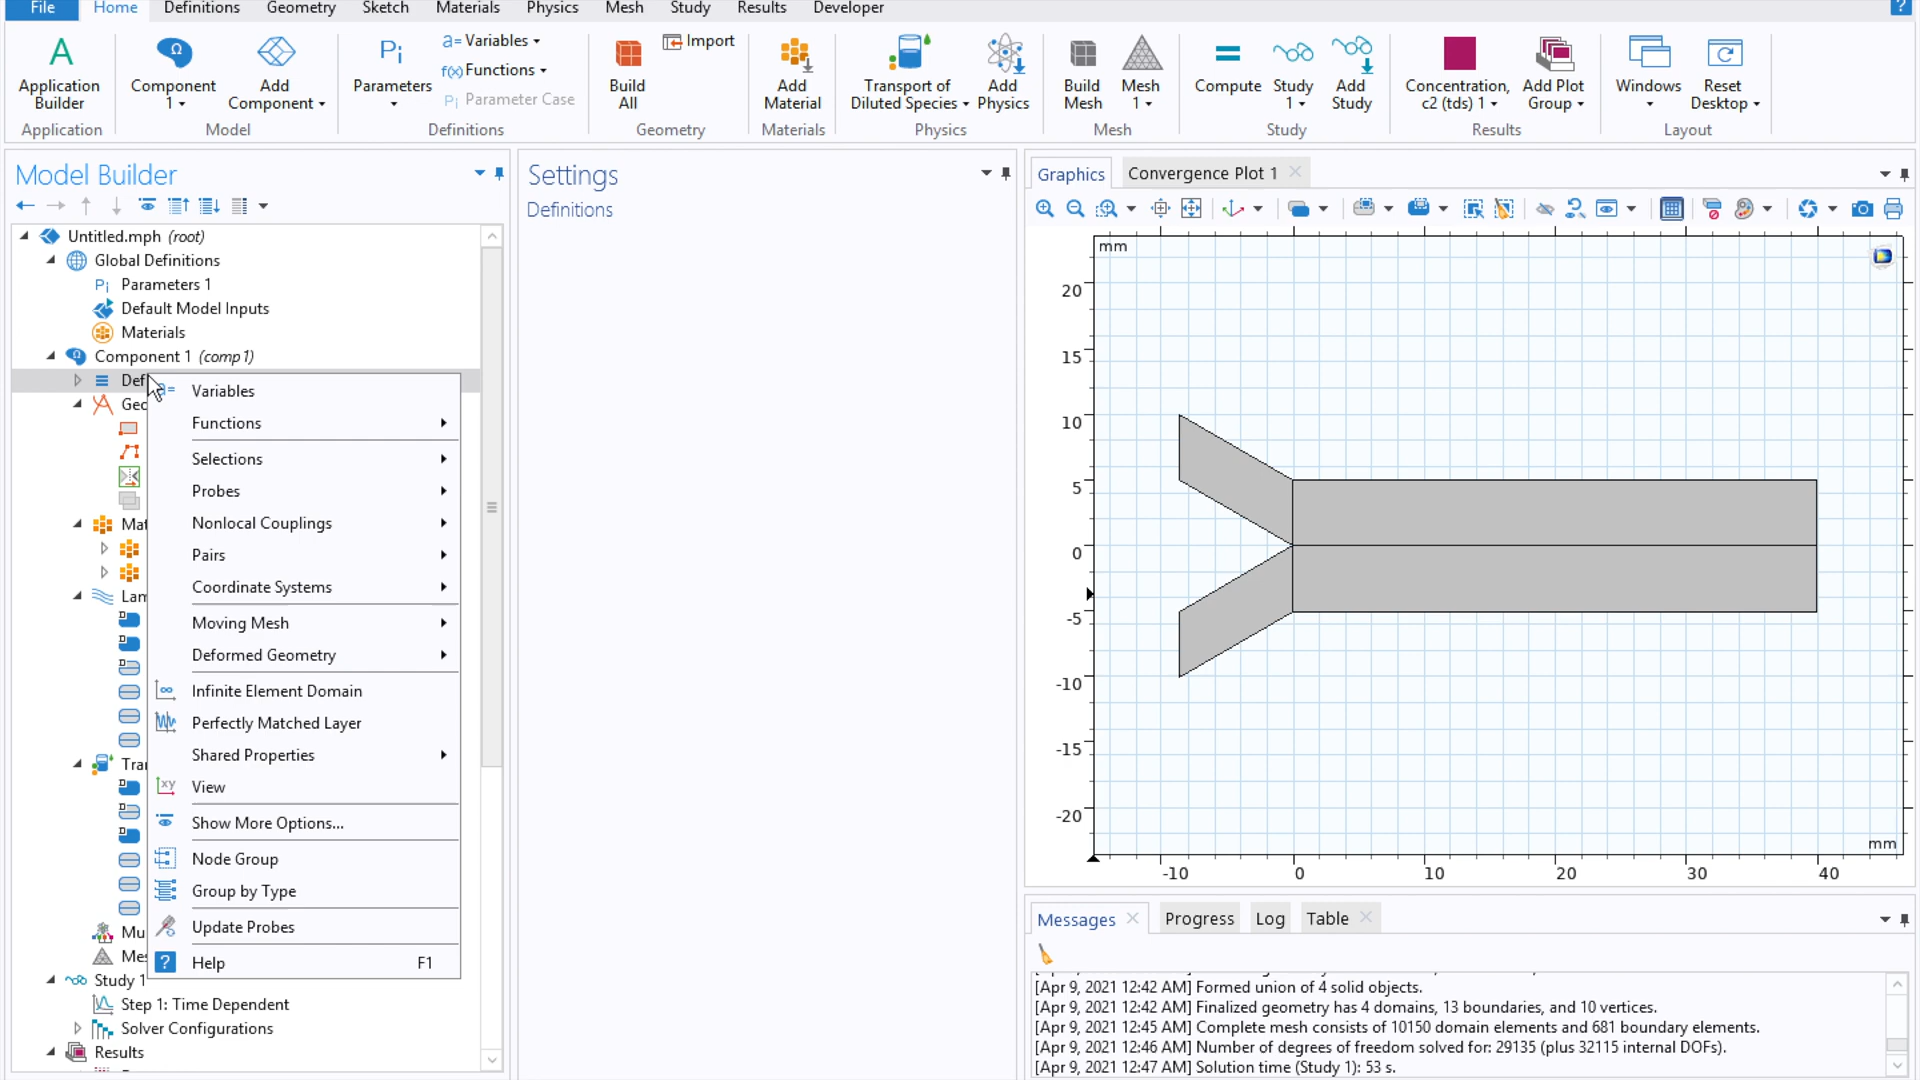 File Home Definitions Geometry Sketch Materials Physics Mesh Study Results Developer ?
Application Builder
Application
Component 1
Add Component
Model
Pi
Parameters
a= Variables
f(x) Functions
Pi Parameter Case
Definitions
Build All
Import
Geometry
Add Material
Materials
Transport of Diluted Species
Add Physics
Physics
Build Mesh
Mesh 1
Mesh
Compute
Study 1
Add Study
Study
Concentration, c2 (tds) 1
Add Plot Group
Results
Windows
Reset Desktop
Layout
Model Builder
Untitled.mph (root)
Global Definitions
Pi Parameters 1
Default Model Inputs
Materials
Component 1 (comp1)
Def
Geo
Mat
Lam
Tra
Mu
Mes
Study 1
Step 1: Time Dependent
Solver Configurations
Results
a= Variables
Functions
Selections
Probes
Nonlocal Couplings
Pairs
Coordinate Systems
Moving Mesh
Deformed Geometry
Infinite Element Domain
Perfectly Matched Layer
Shared Properties
View
Show More Options...
Node Group
Group by Type
Update Probes
? Help F1
Settings
Definitions
Graphics Convergence Plot 1
mm
20
15
10
5
0
-5
-10
-15
-20
mm
-10 0 10 20 30 40
Messages Progress Log Table
[Apr 9, 2021 12:42 AM] Formed union of 4 solid objects.
[Apr 9, 2021 12:42 AM] Finalized geometry has 4 domains, 13 boundaries, and 10 vertices.
[Apr 9, 2021 12:45 AM] Complete mesh consists of 10150 domain elements and 681 boundary elements.
[Apr 9, 2021 12:46 AM] Number of degrees of freedom solved for: 29135 (plus 32115 internal DOFs).
[Apr 9, 2021 12:47 AM] Solution time (Study 1): 53 s.